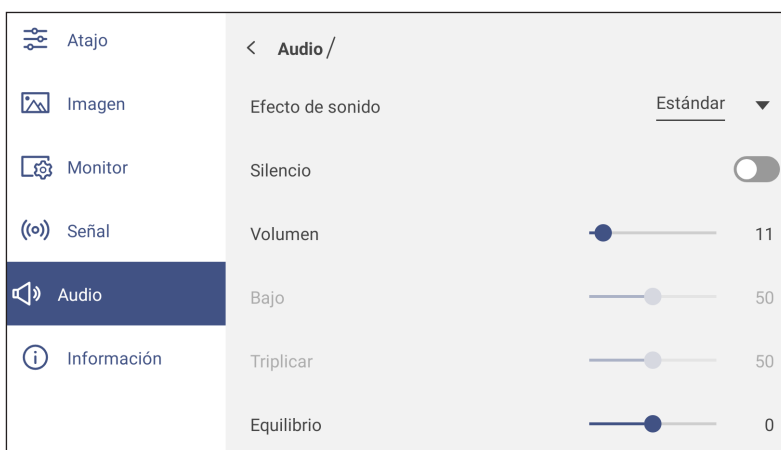 Atajo
Imagen
Monitor
Señal
Audio
Información
Audio /
Efecto de sonido Estándar
Silencio
Volumen 11
Bajo 50
Triplicar 50
Equilibrio 0